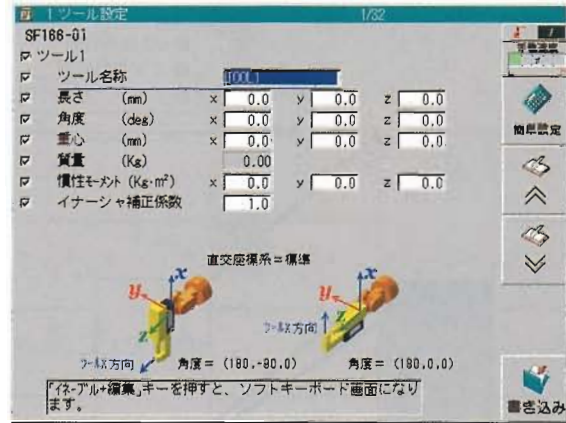 1 ツール設定 1/32
SF166-01
ツール1
ツール名称 TOOL1
長さ (mm) x 0.0 y 0.0 z 0.0
角度 (deg) x 0.0 y 0.0 z 0.0
重心 (mm) x 0.0 y 0.0 z 0.0
質量 (Kg) 0.00
慣性モーメント (Kg·m²) x 0.0 y 0.0 z 0.0
イナーシャ補正係数 1.0
簡単設定
直交座標系=標準
x
y
z
x
y
z
ツールX方向
ツールX方向
角度= (180,-90,0)
角度= (180,0,0)
「イネーブル+編集」キーを押すと、ソフトキーボード画面になり
ます。
書き込み